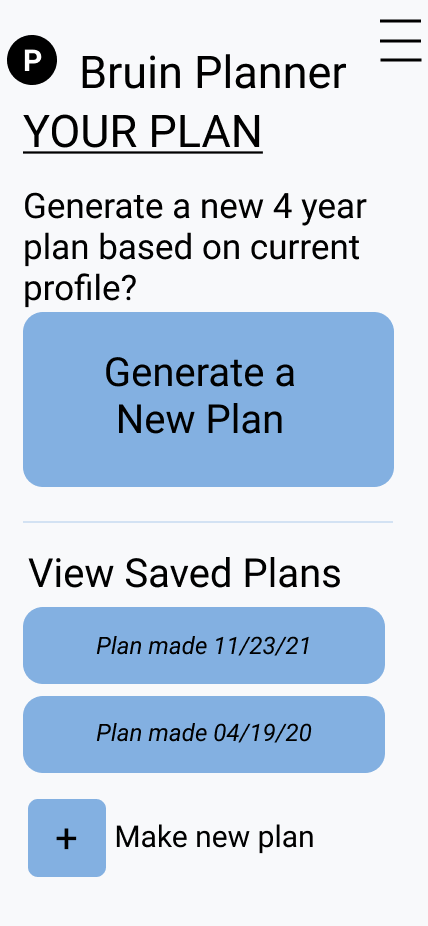 P
Bruin Planner
YOUR PLAN
Generate a new 4 year
plan based on current
profile?
Generate a
New Plan
View Saved Plans
Plan made 11/23/21
Plan made 04/19/20
+ Make new plan